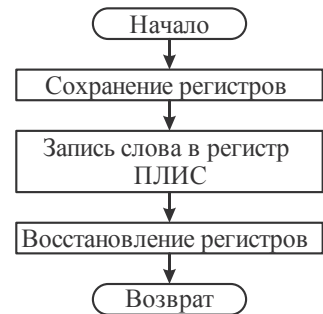 Начало
Сохранение регистров
Запись слова в регистр
ПЛИС
Восстановление регистров
Возврат